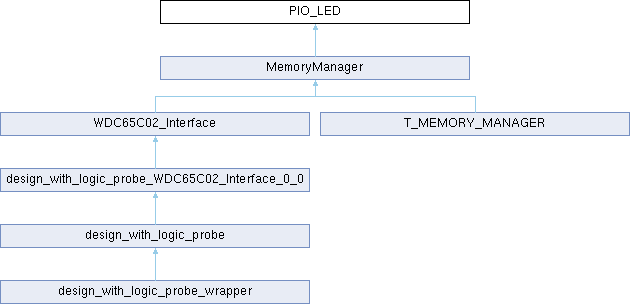 PIO_LED
MemoryManager
WDC65C02_Interface
T_MEMORY_MANAGER
design_with_logic_probe_WDC65C02_Interface_0_0
design_with_logic_probe
design_with_logic_probe_wrapper